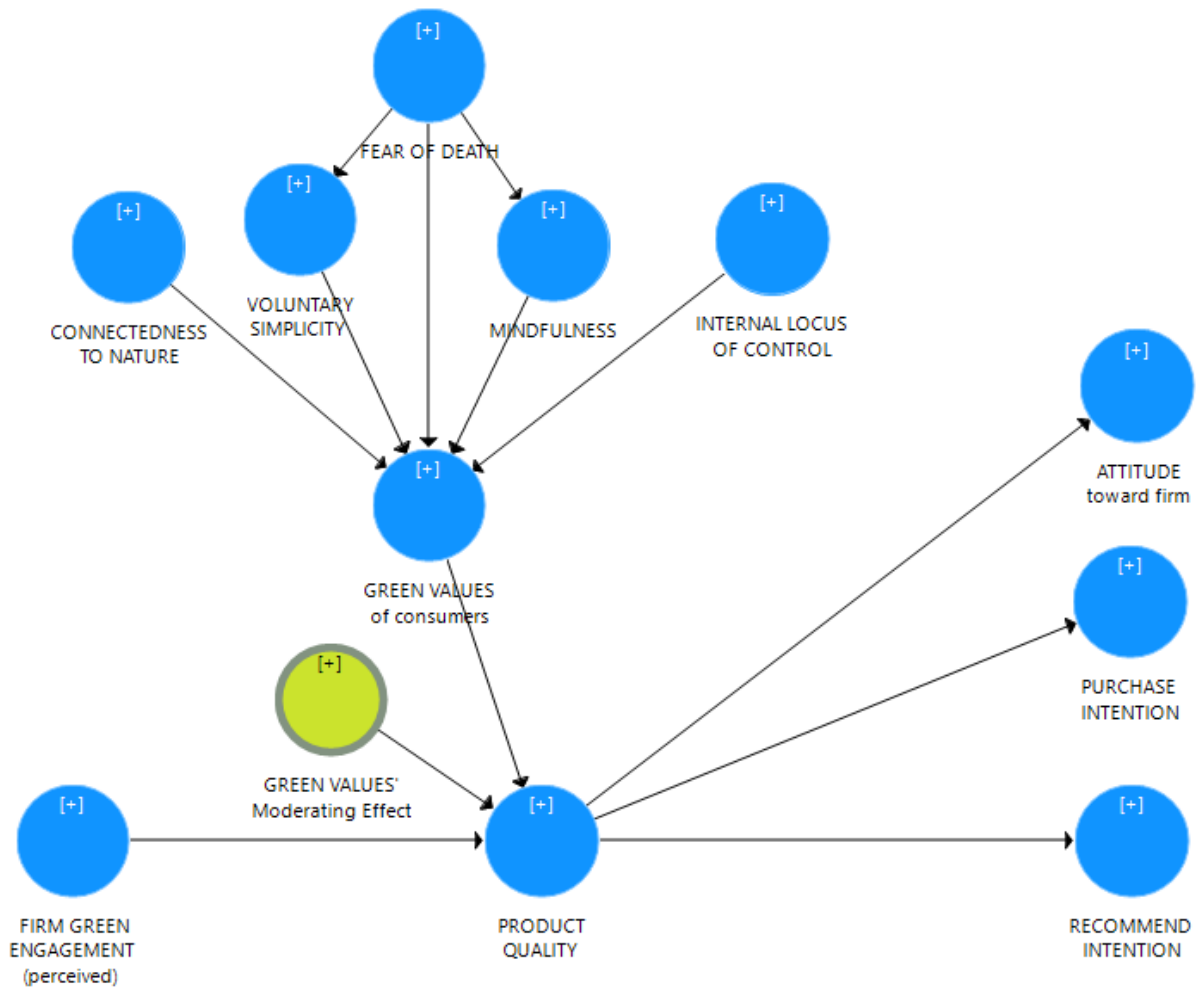 [+]
FEAR OF DEATH
[+]
VOLUNTARY
SIMPLICITY
[+]
CONNECTEDNESS
TO NATURE
[+]
MINDFULNESS
[+]
INTERNAL LOCUS
OF CONTROL
[+]
ATTITUDE
toward firm
[+]
GREEN VALUES
of consumers
[+]
PURCHASE
INTENTION
[+]
GREEN VALUES'
Moderating Effect
[+]
FIRM GREEN
ENGAGEMENT
(perceived)
[+]
PRODUCT
QUALITY
[+]
RECOMMEND
INTENTION